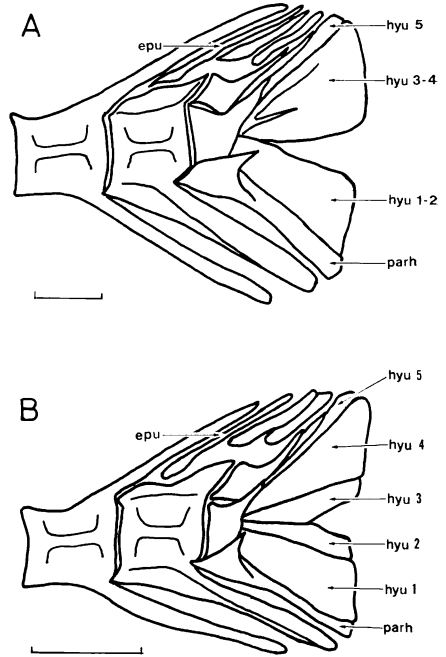 A
epu
hyu 5
hyu 3-4
hyu 1-2
parh
B
epu
hyu 5
hyu 4
hyu 3
hyu 2
hyu 1
parh